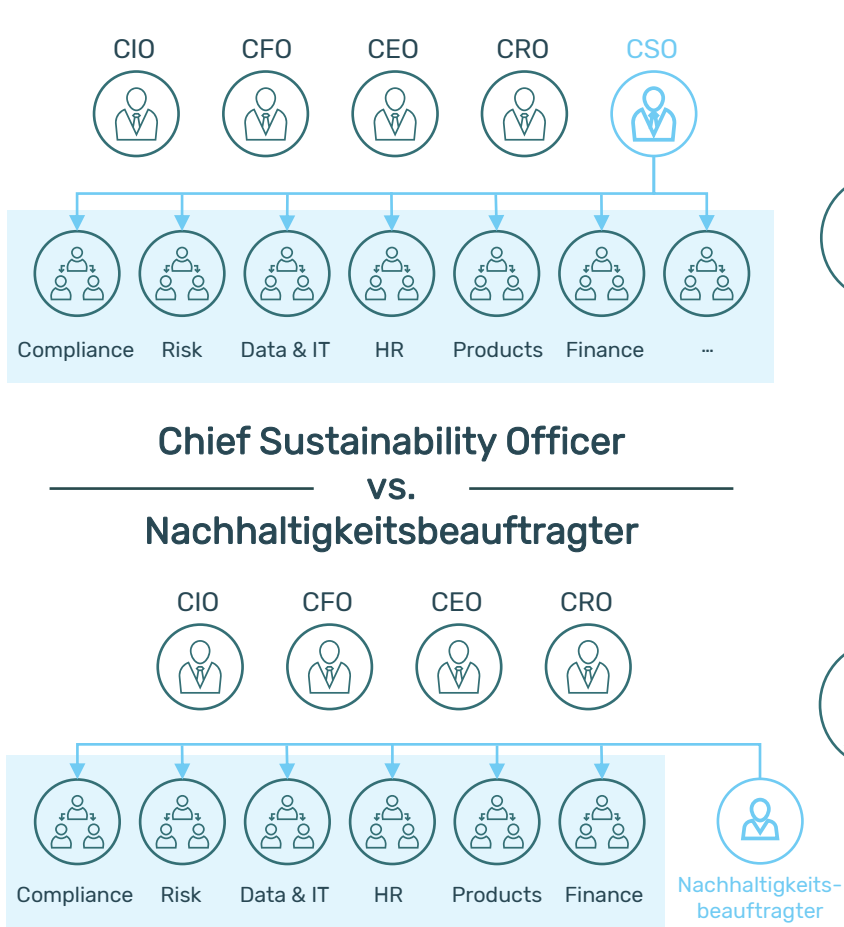 CIO CFO CEO CRO CSO
Compliance Risk Data & IT HR Products Finance ...
Chief Sustainability Officer
vs.
Nachhaltigkeitsbeauftragter
CIO CFO CEO CRO
Compliance Risk Data & IT HR Products Finance
Nachhaltigkeits-
beauftragter